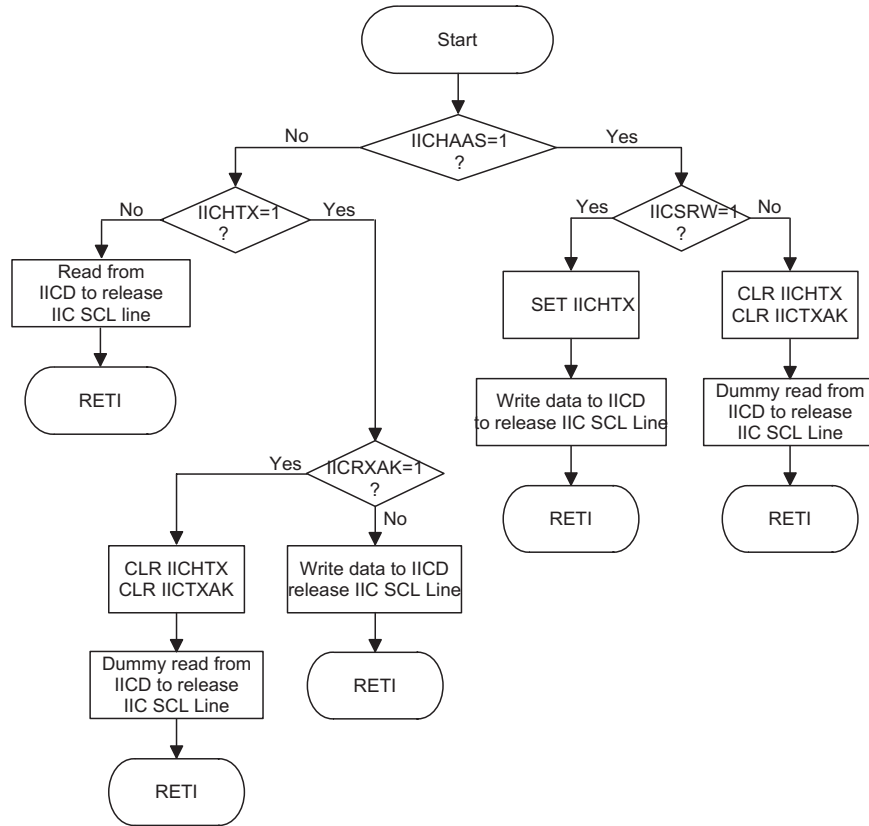 Start
IICHAAS=1
?
No
Yes
IICHTX=1
?
No
Yes
IICSRW=1
?
Yes
No
Read from
IICD to release
IIC SCL line
SET IICHTX
CLR IICHTX
CLR IICTXAK
RETI
Write data to IICD
to release IIC SCL Line
Dummy read from
IICD to release
IIC SCL Line
IICRXAK=1
?
Yes
No
RETI
RETI
CLR IICHTX
CLR IICTXAK
Write data to IICD
release IIC SCL Line
Dummy read from
IICD to release
IIC SCL Line
RETI
RETI